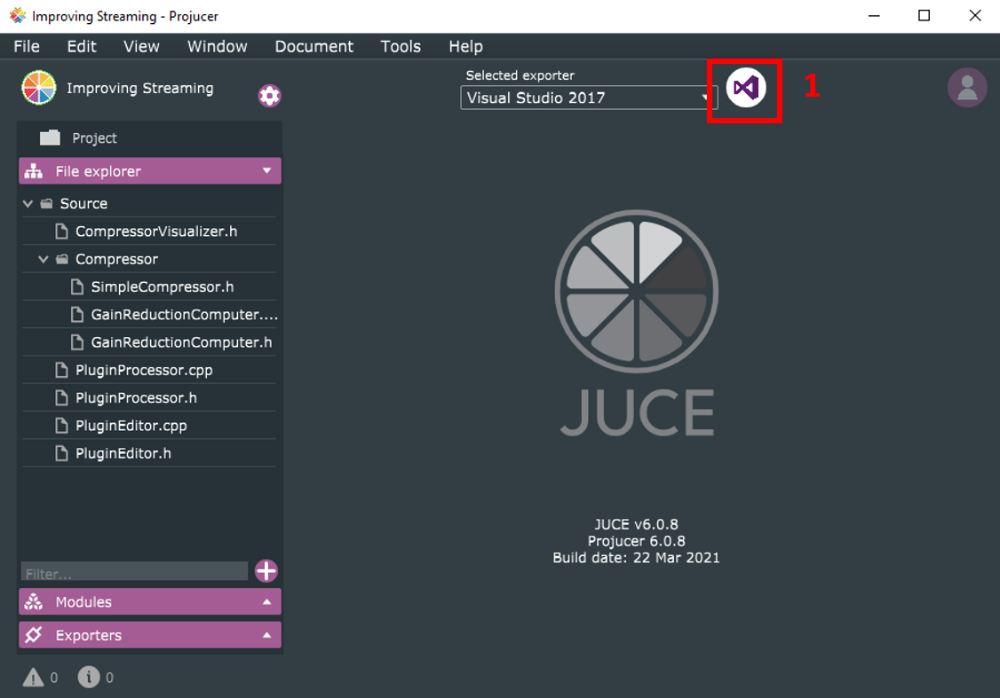 Improving Streaming - Projucer
File Edit View Window Document Tools Help
Improving Streaming
Selected exporter
Visual Studio 2017
1
Project
File explorer
Source
CompressorVisualizer.h
Compressor
SimpleCompressor.h
GainReductionComputer....
GainReductionComputer.h
PluginProcessor.cpp
PluginProcessor.h
PluginEditor.cpp
PluginEditor.h
Filter...
Modules
Exporters
0 0
JUCE
JUCE v6.0.8
Projucer 6.0.8
Build date: 22 Mar 2021